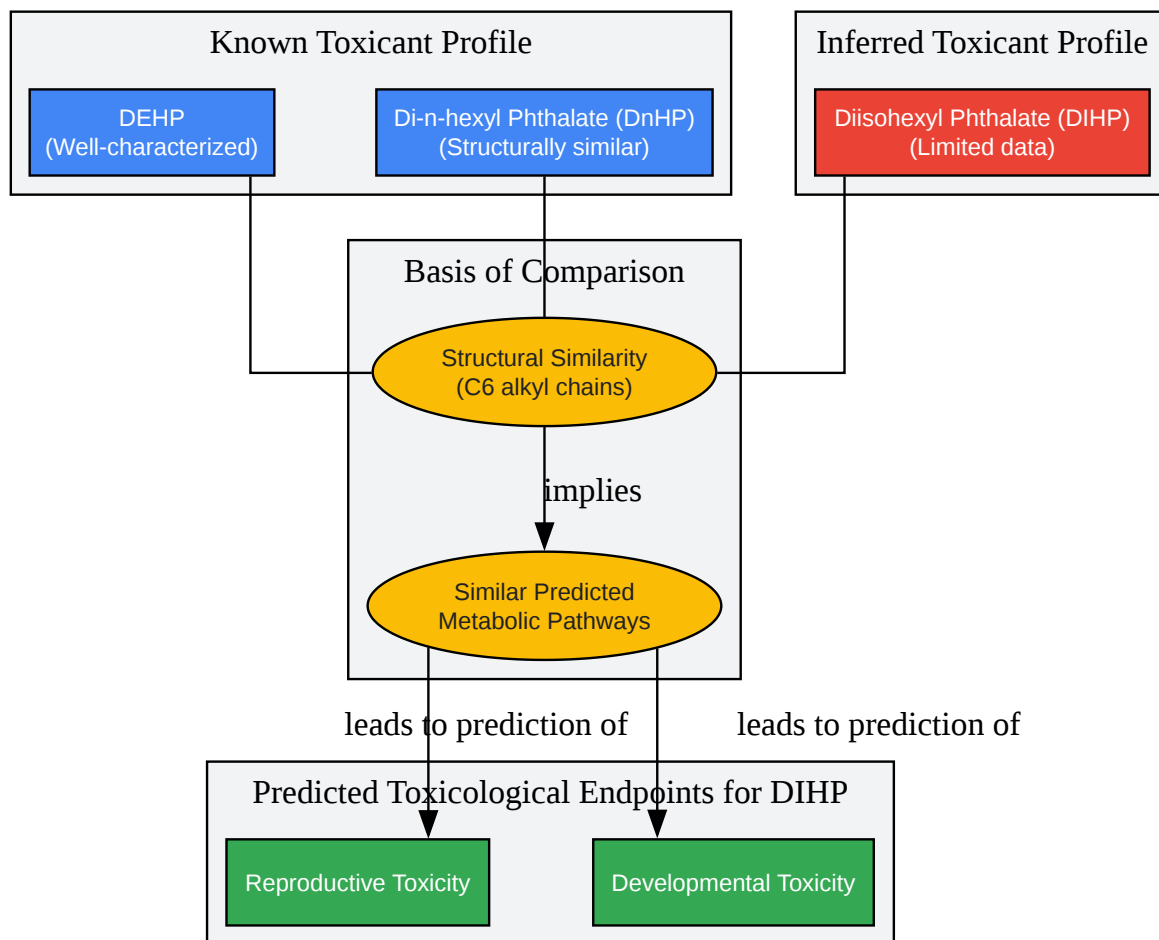 Known Toxicant Profile
Inferred Toxicant Profile
DEHP
(Well-characterized)
Di-n-hexyl Phthalate (DnHP)
(Structurally similar)
Diisohexyl Phthalate (DIHP)
(Limited data)
Basis of Comparison
Structural Similarity
(C6 alkyl chains)
implies
Similar Predicted
Metabolic Pathways
leads to prediction of
leads to prediction of
Predicted Toxicological Endpoints for DIHP
Reproductive Toxicity
Developmental Toxicity